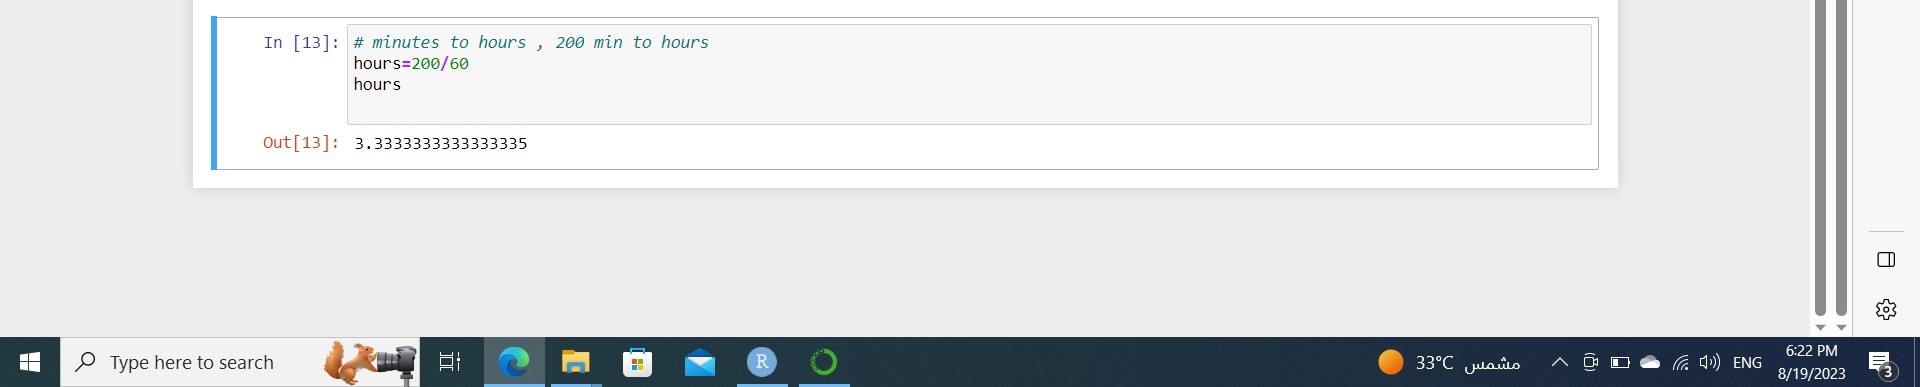 In [13]: # minutes to hours , 200 min to hours
hours=200/60
hours
Out[13]: 3.3333333333333335
Type here to search
R
33°C مشمس
ENG
6:22 PM
8/19/2023
3